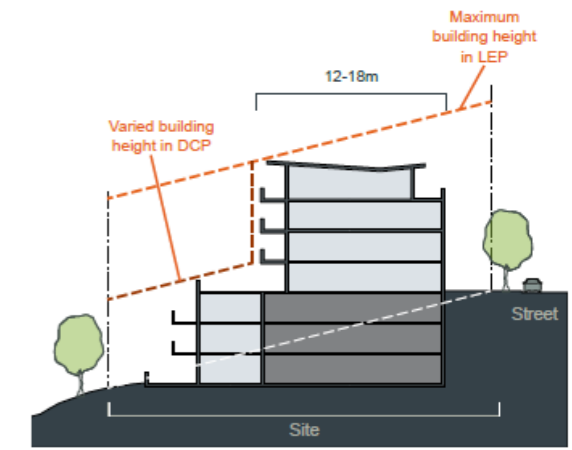 Maximum
building height
in LEP
12-18m
Varied building
height in DCP
Street
Site